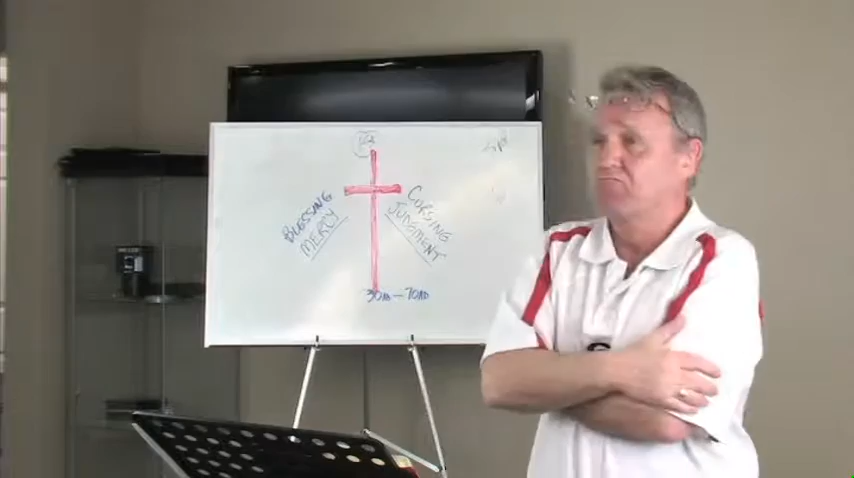 BLESSING
MERCY
CURSING
JUDGMENT
30AD - 70AD